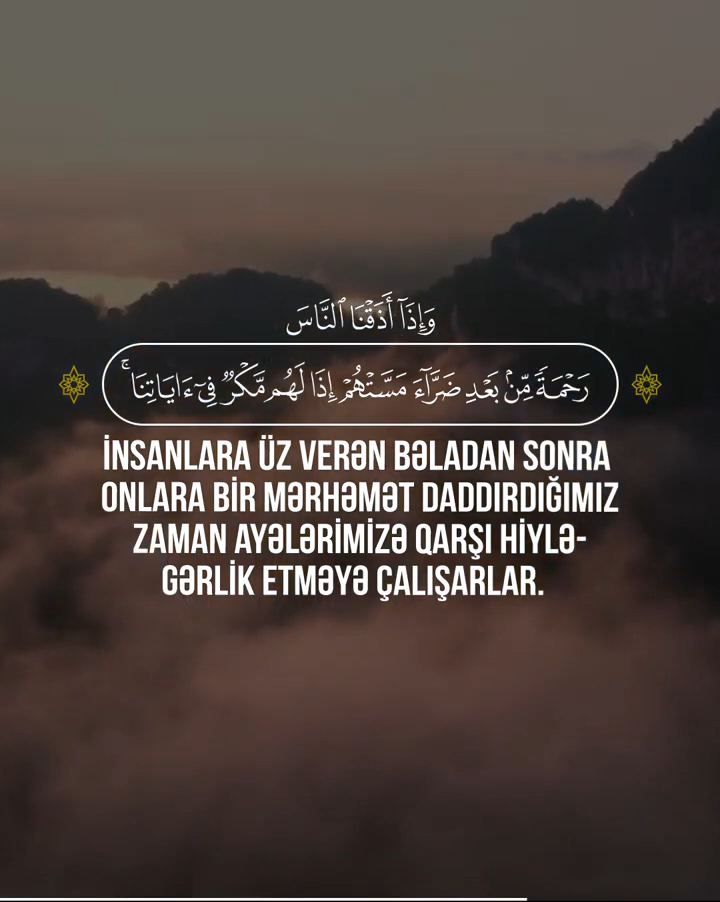 وَإِذَآ أَذَقۡنَا ٱلنَّاسَ
رَحۡمَةٗ مِّنۢ بَعۡدِ ضَرَّآءَ مَسَّتۡهُمۡ إِذَا لَهُم مَّكۡرٞ فِيٓ ءَايَاتِنَاۚ
İNSANLARA ÜZ VERƏN BƏLADAN SONRA
ONLARA BİR MƏRHƏMƏT DADDIRDIĞIMIZ
ZAMAN AYƏLƏRİMİZƏ QARŞI HİYLƏ-
GƏRLİK ETMƏYƏ ÇALIŞARLAR.